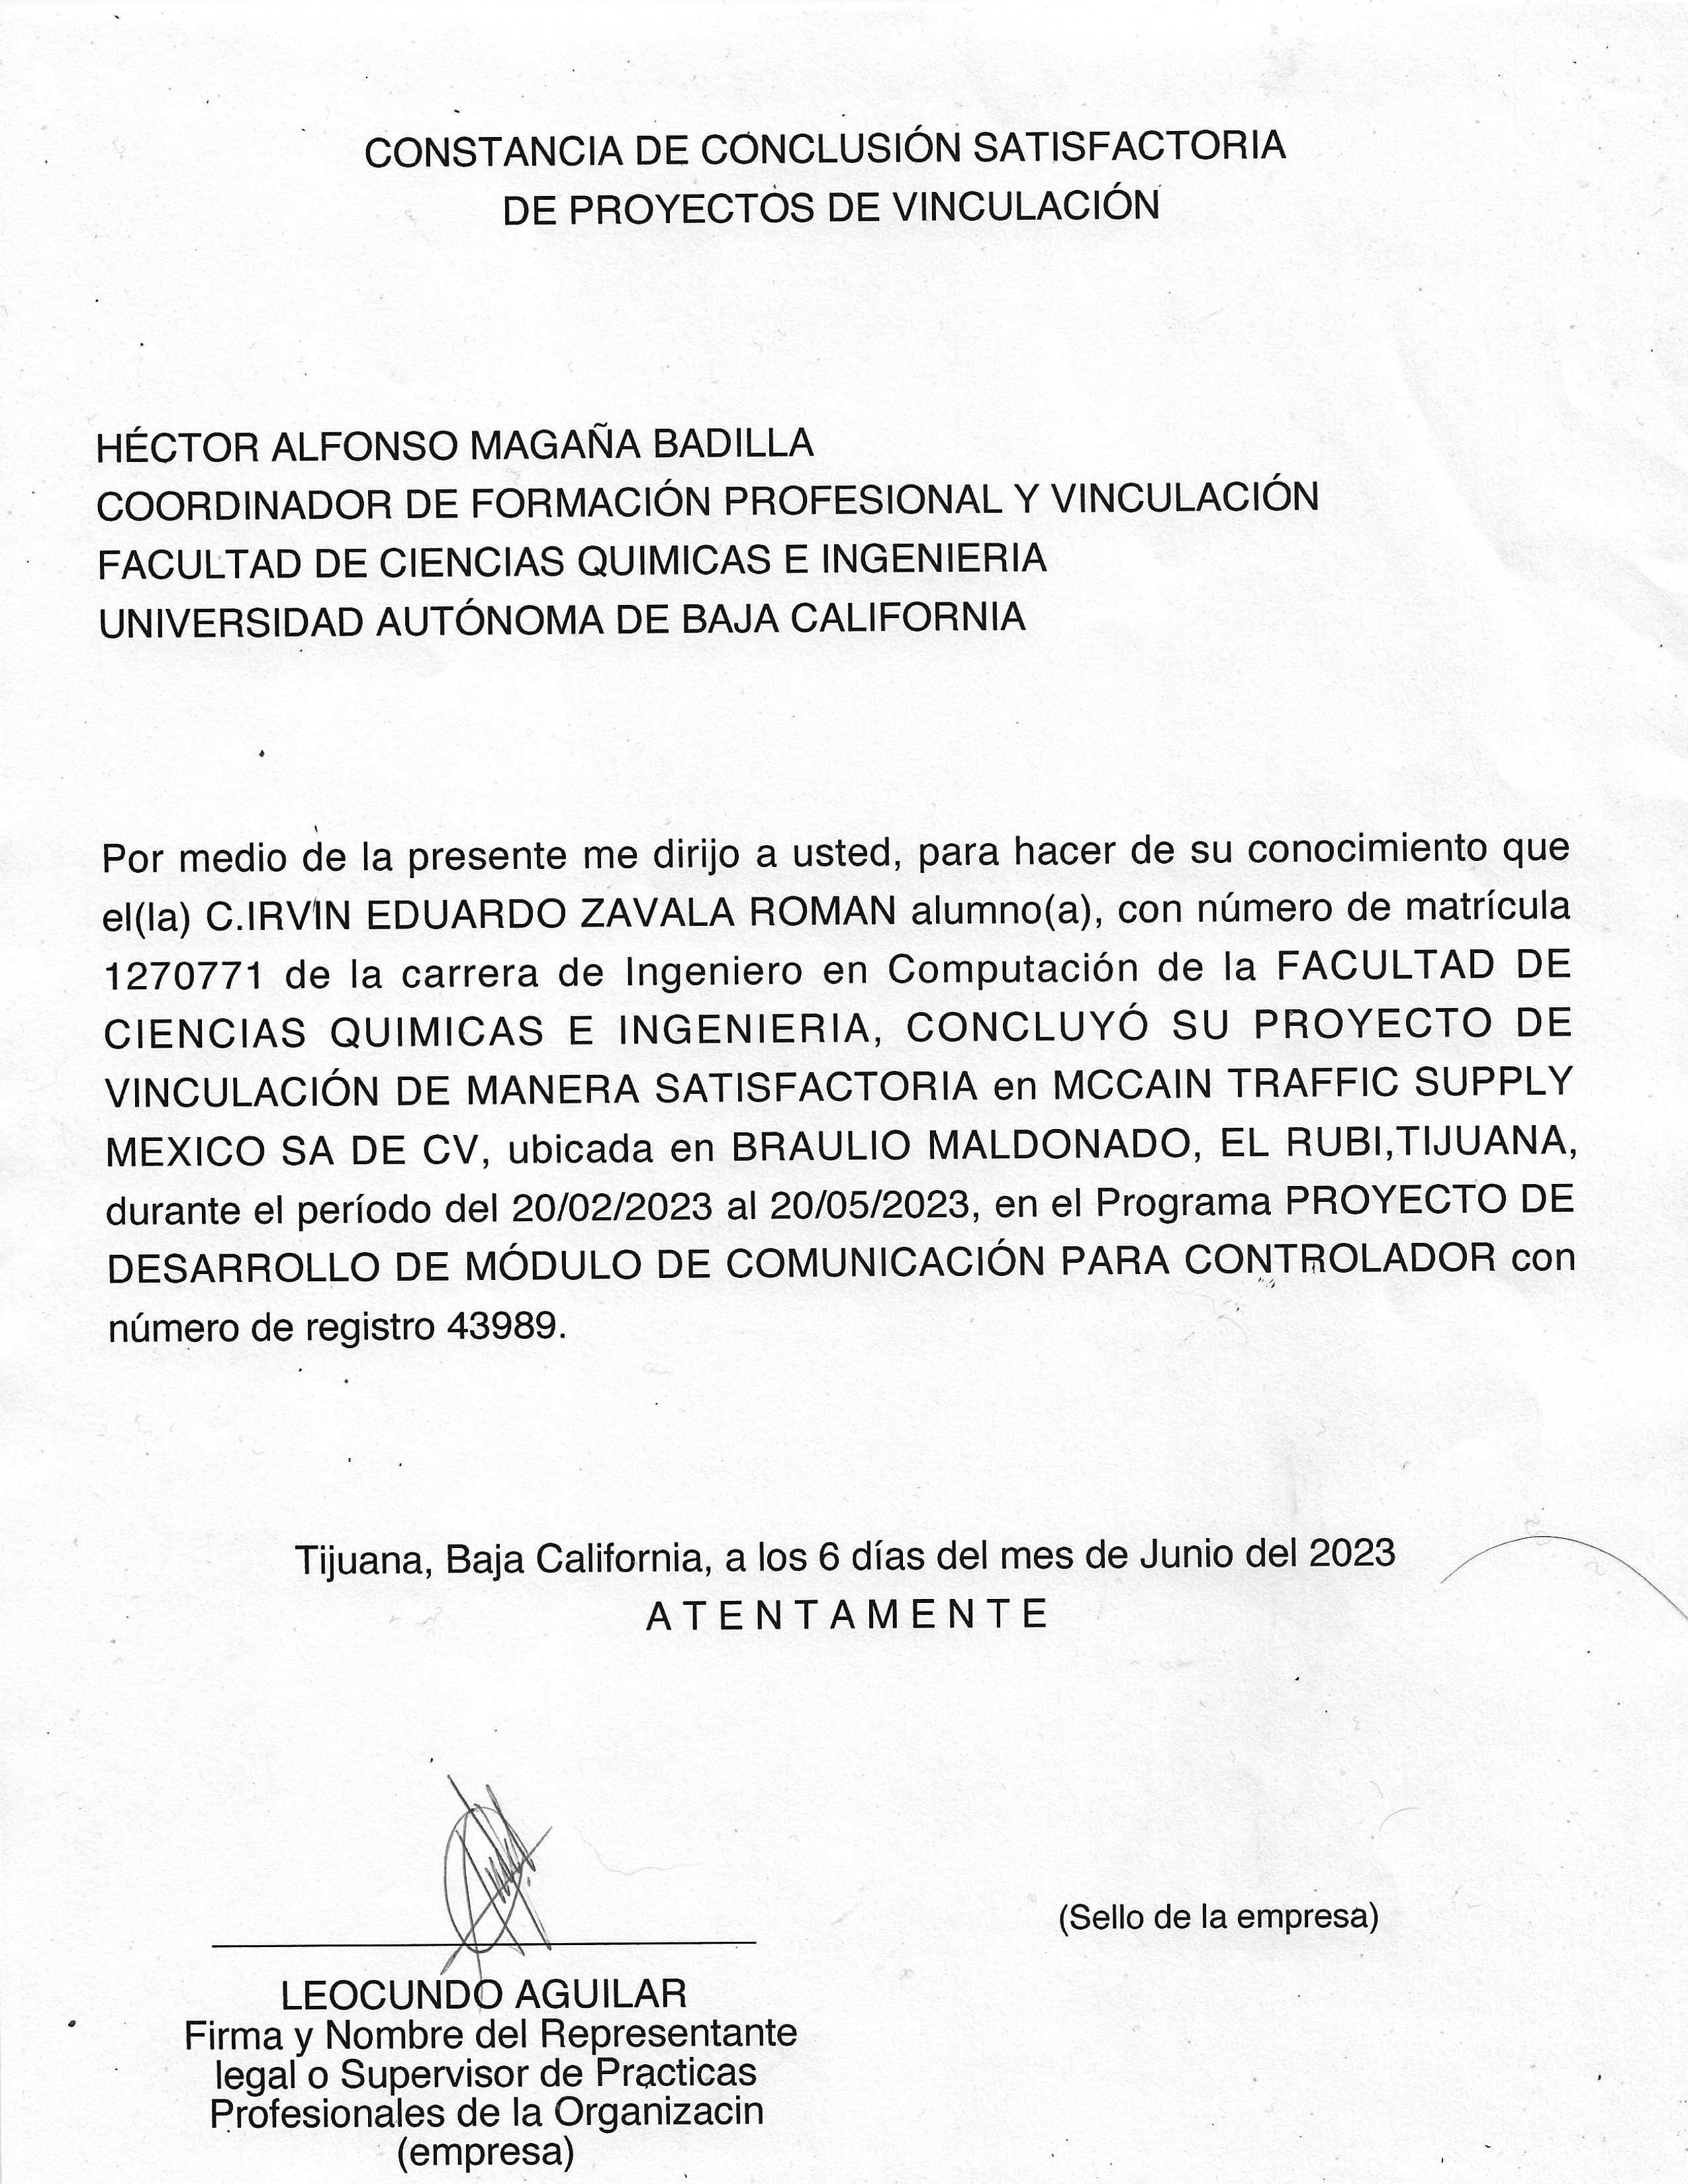 CONSTANCIA DE CONCLUSIÓN SATISFACTORIA
DE PROYECTOS DE VINCULACIÓN
HÉCTOR ALFONSO MAGAÑA BADILLA
COORDINADOR DE FORMACIÓN PROFESIONAL Y VINCULACIÓN
FACULTAD DE CIENCIAS QUIMICAS E INGENIERIA
UNIVERSIDAD AUTÓNOMA DE BAJA CALIFORNIA
Por medio de la presente me dirijo a usted, para hacer de su conocimiento que
el(la) C.IRVIN EDUARDO ZAVALA ROMAN alumno(a), con número de matrícula
1270771 de la carrera de Ingeniero en Computación de la FACULTAD DE
CIENCIAS QUIMICAS E INGENIERIA, CONCLUYÓ SU PROYECTO DE
VINCULACIÓN DE MANERA SATISFACTORIA en MCCAIN TRAFFIC SUPPLY
MEXICO SA DE CV, ubicada en BRAULIO MALDONADO, EL RUBI,TIJUANA,
durante el período del 20/02/2023 al 20/05/2023, en el Programa PROYECTO DE
DESARROLLO DE MÓDULO DE COMUNICACIÓN PARA CONTROLADOR con
número de registro 43989.
Tijuana, Baja California, a los 6 días del mes de Junio del 2023
A T E N T A M E N T E
(Sello de la empresa)
LEOCUNDO AGUILAR
Firma y Nombre del Representante
legal o Supervisor de Practicas
Profesionales de la Organizacin
(empresa)